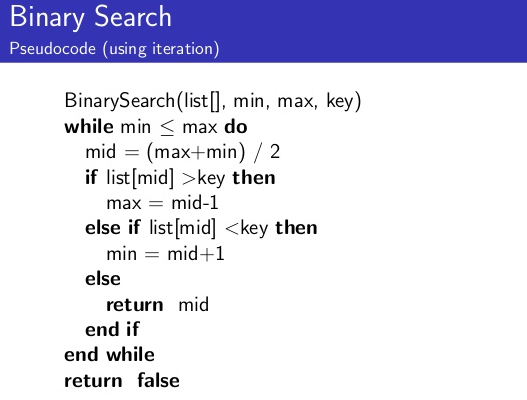 Binary Search
Pseudocode (using iteration)
BinarySearch(list[], min, max, key)
while min ≤ max do
mid = (max+min) / 2
if list[mid] >key then
max = mid-1
else if list[mid] <key then
min = mid+1
else
return mid
end if
end while
return false